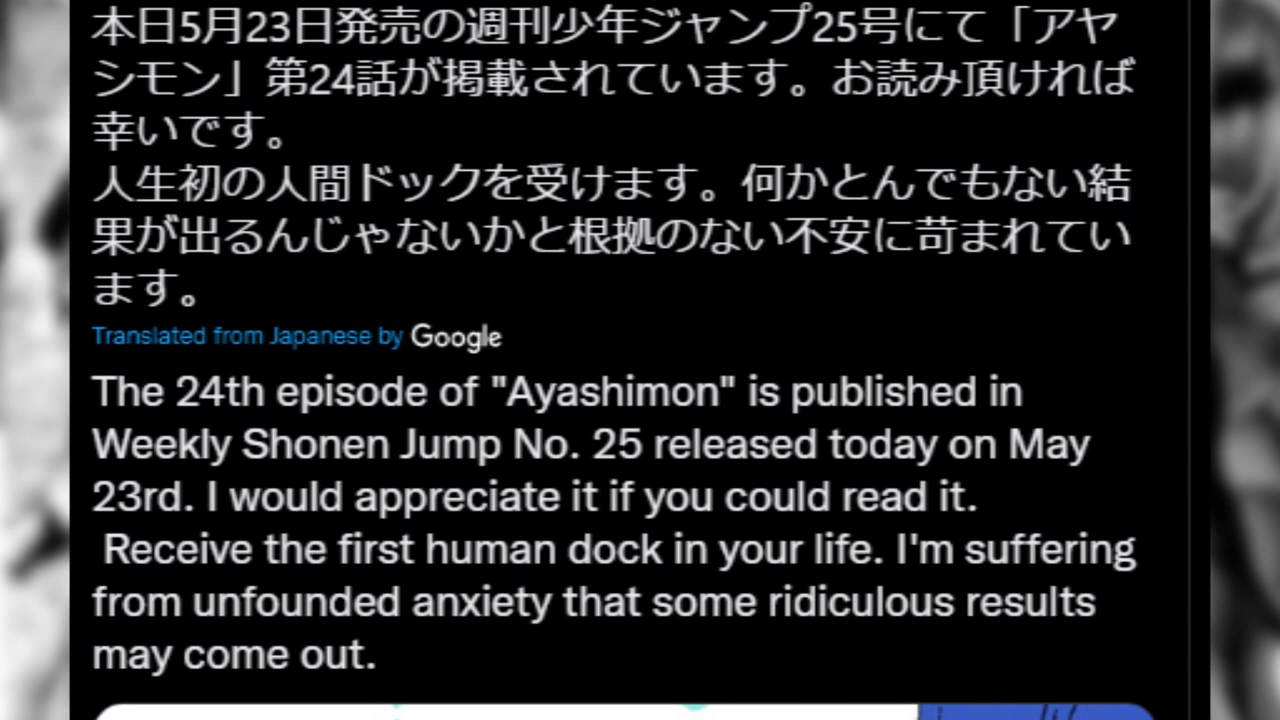 本日5月23日発売の週刊少年ジャンプ25号にて「アヤ
シモン」第24話が掲載されています。お読み頂ければ
幸いです。
人生初の人間ドックを受けます。何かとんでもない結
果が出るんじゃないかと根拠のない不安に苛まれてい
ます。
Translated from Japanese by Google
The 24th episode of "Ayashimon" is published in
Weekly Shonen Jump No. 25 released today on May
23rd. I would appreciate it if you could read it.
Receive the first human dock in your life. I'm suffering
from unfounded anxiety that some ridiculous results
may come out.